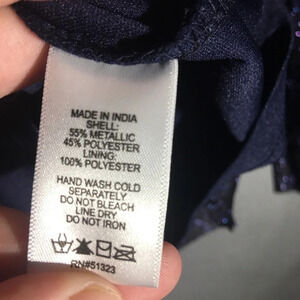 MADE IN INDIA
SHELL:
55% METALLIC
45% POLYESTER
LINING:
100% POLYESTER
HAND WASH COLD
SEPARATELY
DO NOT BLEACH
LINE DRY
DO NOT IRON
RN#51323